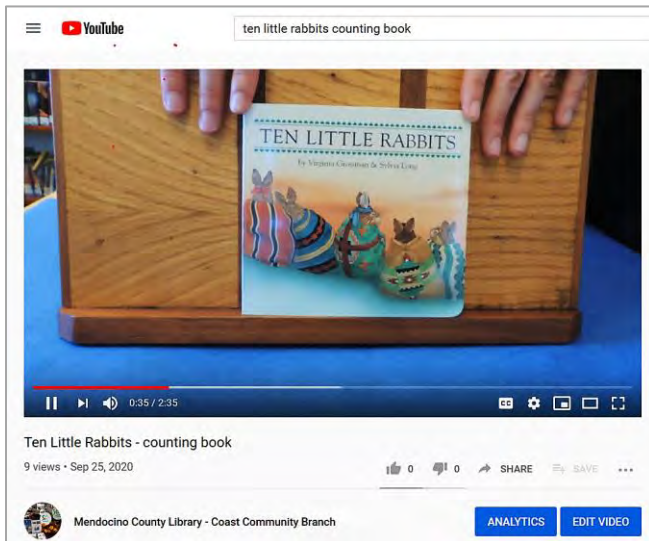 YouTube
ten little rabbits counting book
TEN LITTLE RABBITS
by Virginia Grossman & Sylvia Long
0:35 / 2:35
CC
Ten Little Rabbits - counting book
9 views • Sep 25, 2020
0 0 SHARE SAVE
Mendocino County Library - Coast Community Branch
ANALYTICS EDIT VIDEO